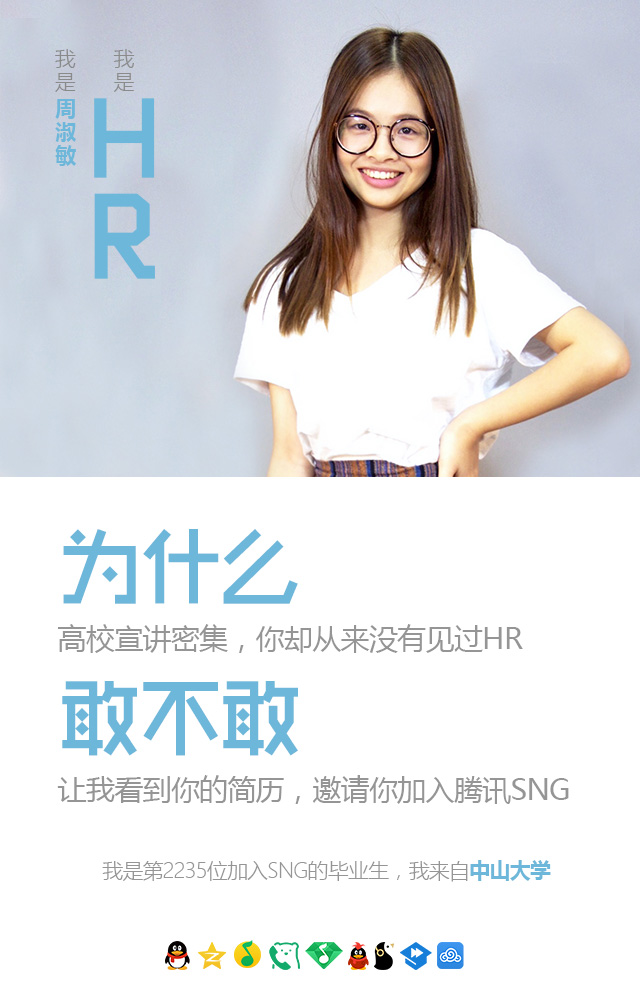 我是周淑敏
我是HR
为什么
高校宣讲密集，你却从来没有见过HR
敢不敢
让我看到你的简历，邀请你加入腾讯SNG
我是第2235位加入SNG的毕业生，我来自中山大学